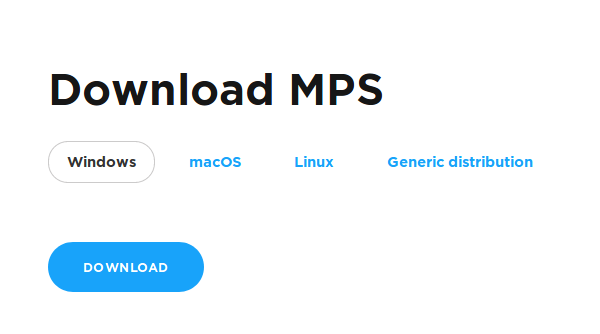 Download MPS
Windows macOS Linux Generic distribution
DOWNLOAD